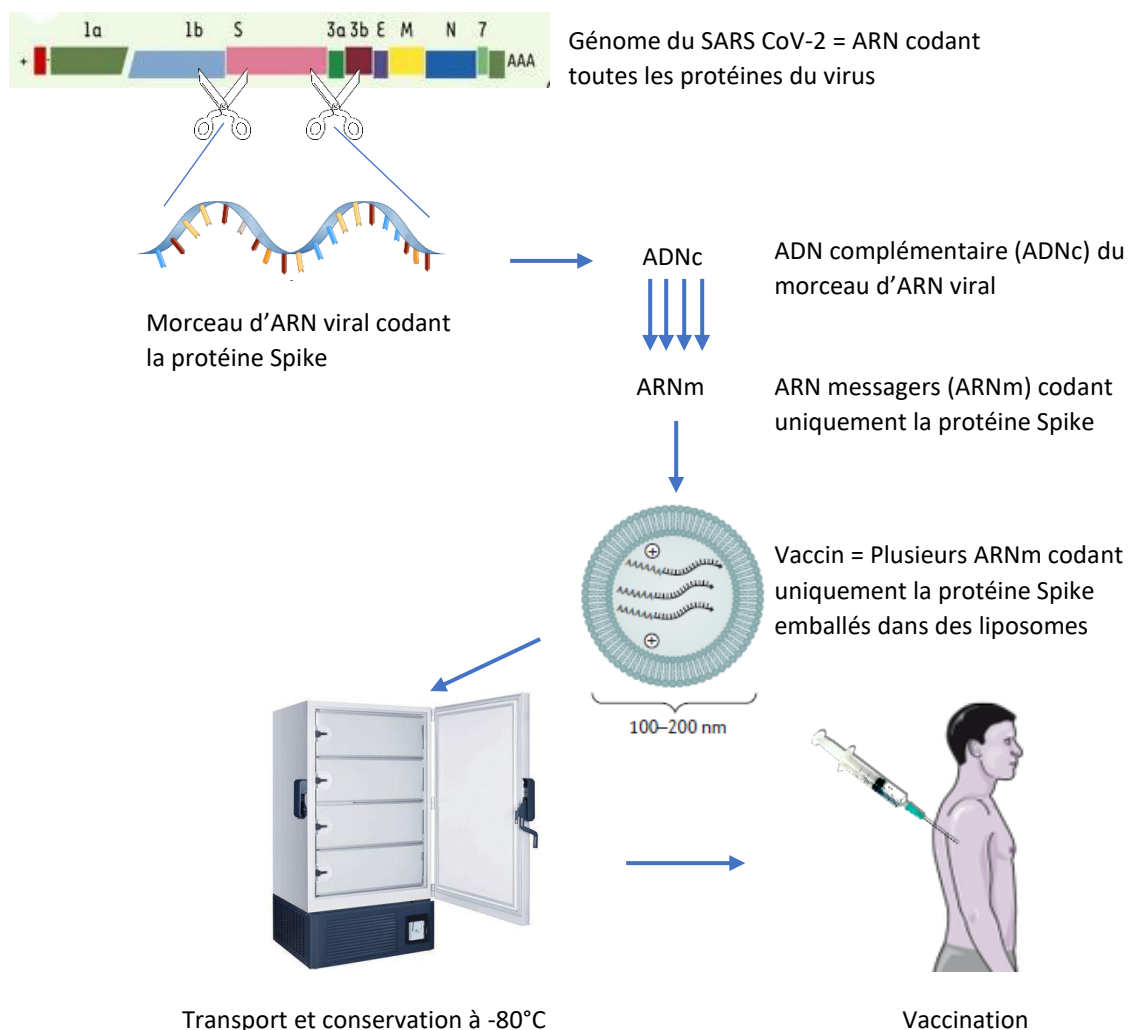 1a 1b S 3a 3b E M N 7
+ AAA
Génome du SARS CoV-2 = ARN codant
toutes les protéines du virus
ADNc
ADN complémentaire (ADNc) du
morceau d’ARN viral
Morceau d’ARN viral codant
la protéine Spike
ARNm
ARN messagers (ARNm) codant
uniquement la protéine Spike
+
Vaccin = Plusieurs ARNm codant
uniquement la protéine Spike
emballés dans des liposomes
AAAAAA
AAAAAA
AAAAAA
+
100–200 nm
Transport et conservation à -80°C
Vaccination